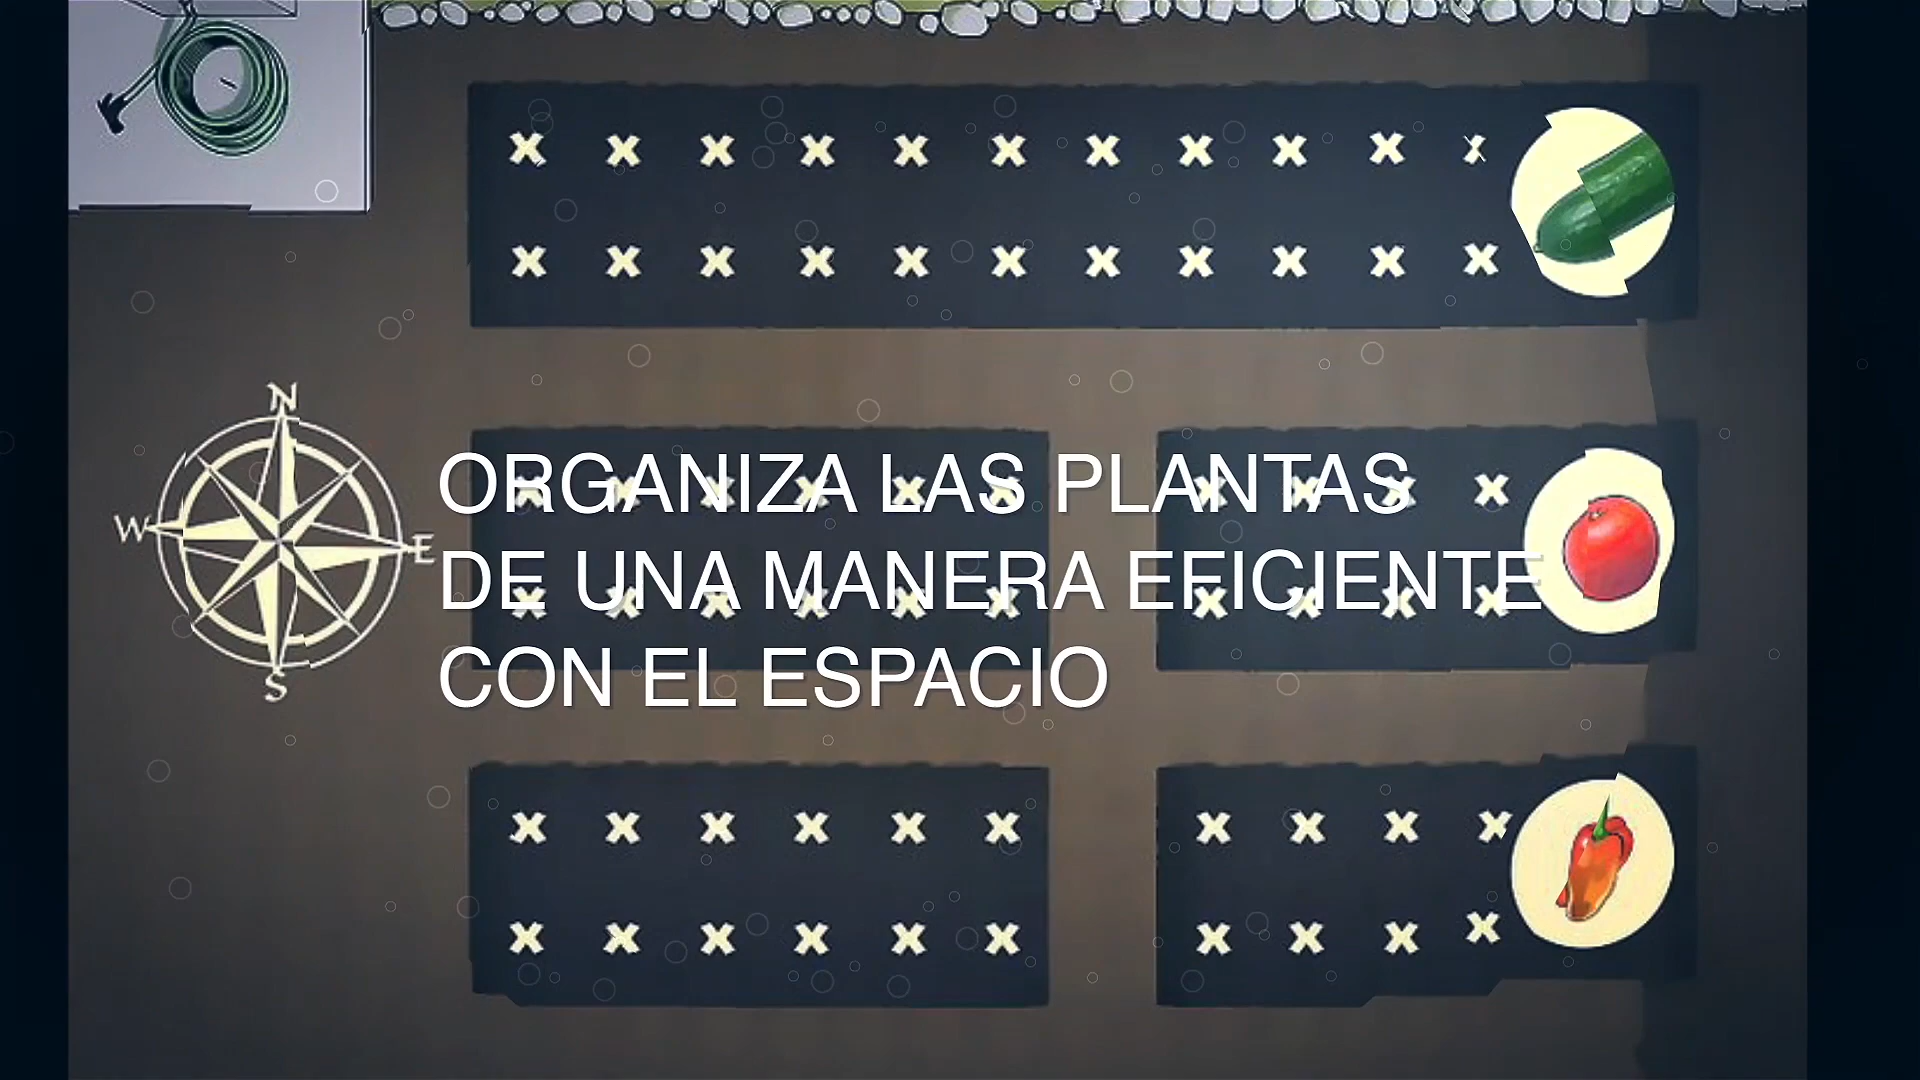 N
W
E
S
ORGANIZA LAS PLANTAS
DE UNA MANERA EFICIENTE
CON EL ESPACIO